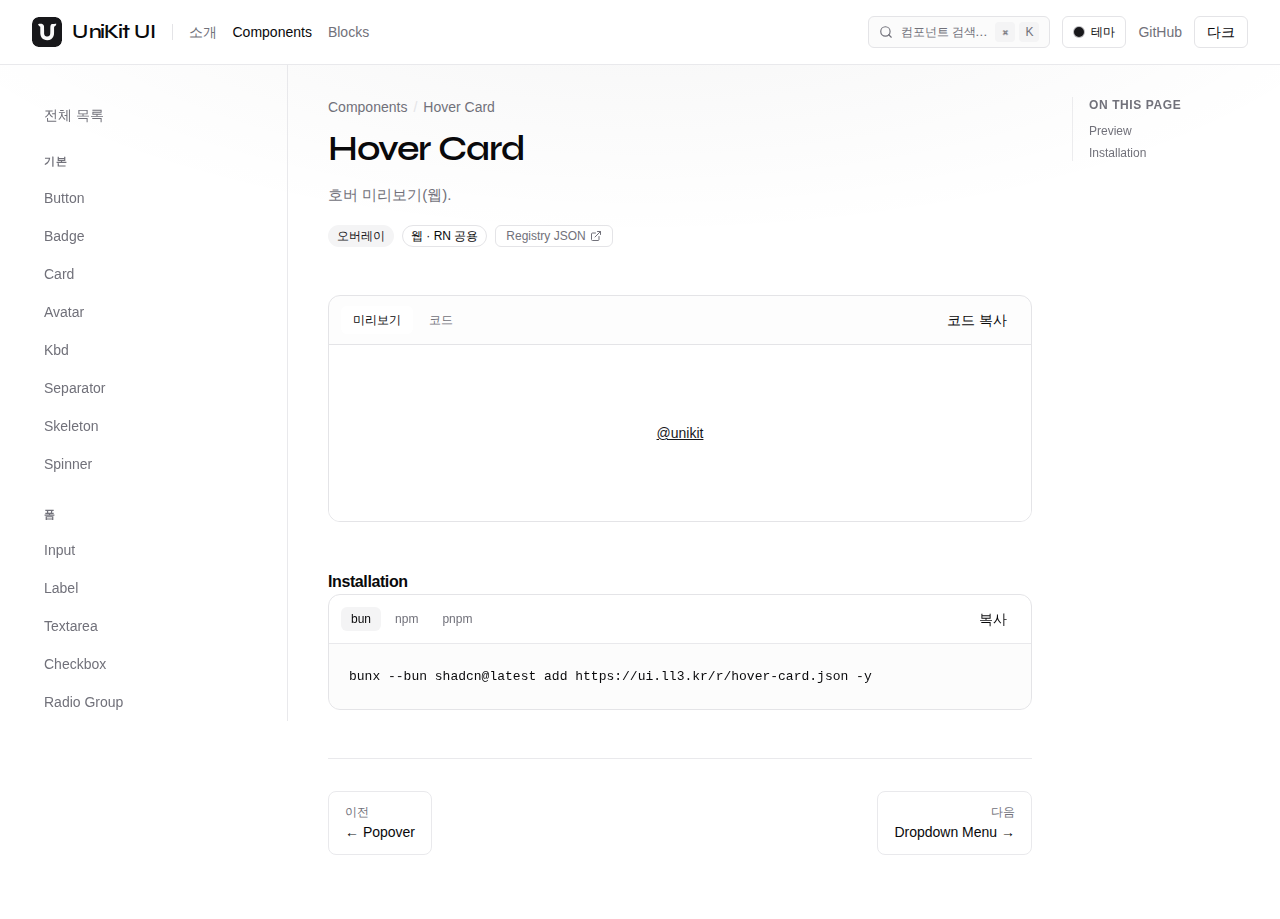 UniKit UI
소개
Components
Blocks
컴포넌트 검색…
⌘
K
테마
GitHub
다크
전체 목록
기본
Button
Badge
Card
Avatar
Kbd
Separator
Skeleton
Spinner
폼
Input
Label
Textarea
Checkbox
Radio Group
Components / Hover Card
Hover Card
호버 미리보기(웹).
오버레이
웹 · RN 공용
Registry JSON
미리보기
코드
코드 복사
@unikit
Installation
bun
npm
pnpm
복사
bunx --bun shadcn@latest add https://ui.ll3.kr/r/hover-card.json -y
이전
← Popover
다음
Dropdown Menu →
ON THIS PAGE
Preview
Installation